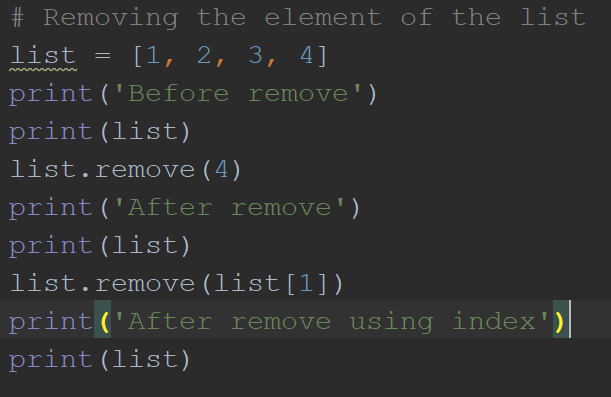 # Removing the element of the list
list = [1, 2, 3, 4]
print('Before remove')
print(list)
list.remove(4)
print('After remove')
print(list)
list.remove(list[1])
print('After remove using index')
print(list)